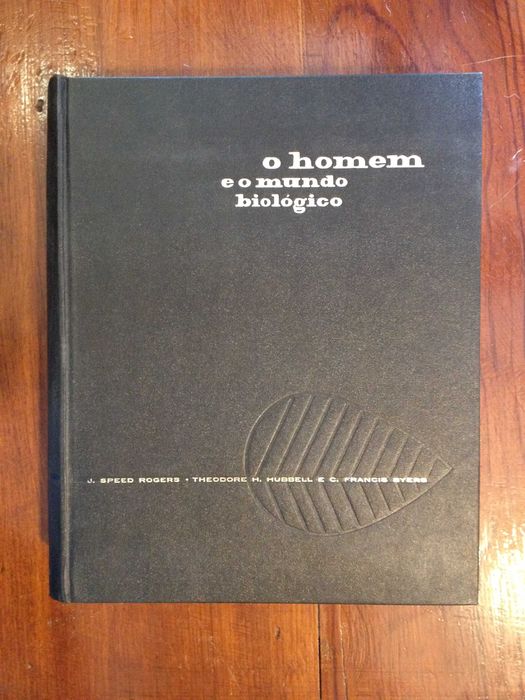 o homem
e o mundo
biológico
J. SPEED ROGERS • THEODORE H. HUBBELL E C. FRANCIS BYERS